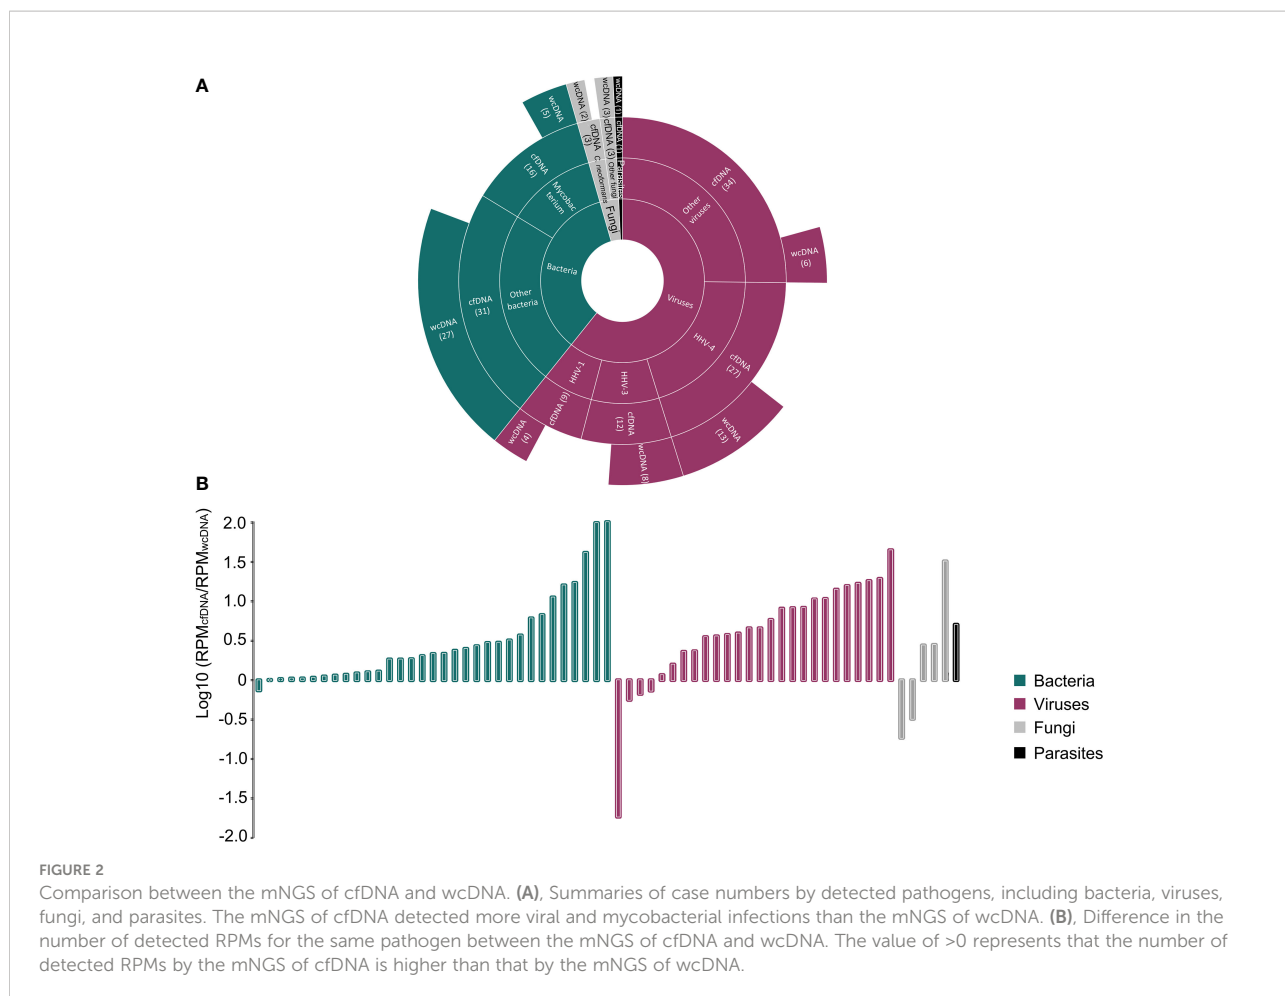 A
wcDNA
(5)
wcDNA (2)
wcDNA (3)
wcDNA (1)
cfDNA
(16)
cfDNA
(3)
cfDNA (3)
cfDNA (1)
Mycobac
terium
C. neoformans
Other fungi
Parasites
Fungi
cfDNA
(34)
Other
viruses
wcDNA
(6)
Bacteria
Viruses
Other
bacteria
cfDNA
(31)
wcDNA
(27)
HHV-4
cfDNA
(27)
wcDNA
(13)
HHV-3
cfDNA
(12)
wcDNA (8)
HHV-1
cfDNA (9)
wcDNA
(4)
B
Log10 (RPMcfDNA/RPMwcDNA)
2.0
1.5
1.0
0.5
0
-0.5
-1.0
-1.5
-2.0
Bacteria
Viruses
Fungi
Parasites
FIGURE 2
Comparison between the mNGS of cfDNA and wcDNA. (A), Summaries of case numbers by detected pathogens, including bacteria, viruses,
fungi, and parasites. The mNGS of cfDNA detected more viral and mycobacterial infections than the mNGS of wcDNA. (B), Difference in the
number of detected RPMs for the same pathogen between the mNGS of cfDNA and wcDNA. The value of >0 represents that the number of
detected RPMs by the mNGS of cfDNA is higher than that by the mNGS of wcDNA.